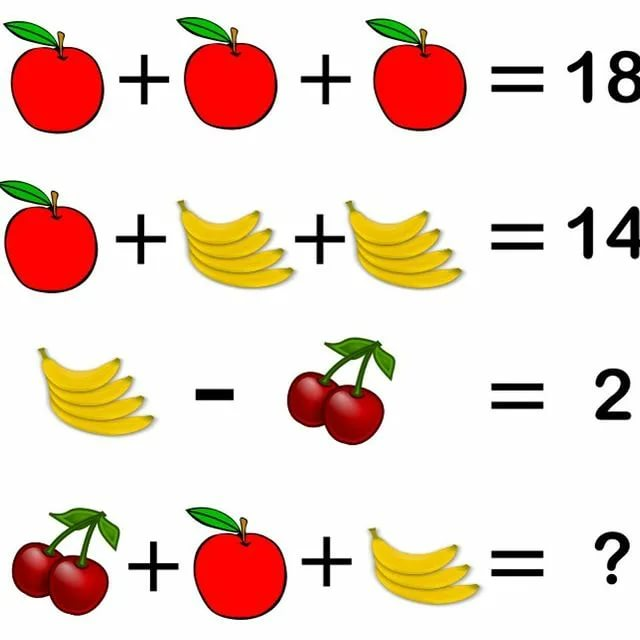 + + = 18
+ + = 14
- = 2
+ + = ?